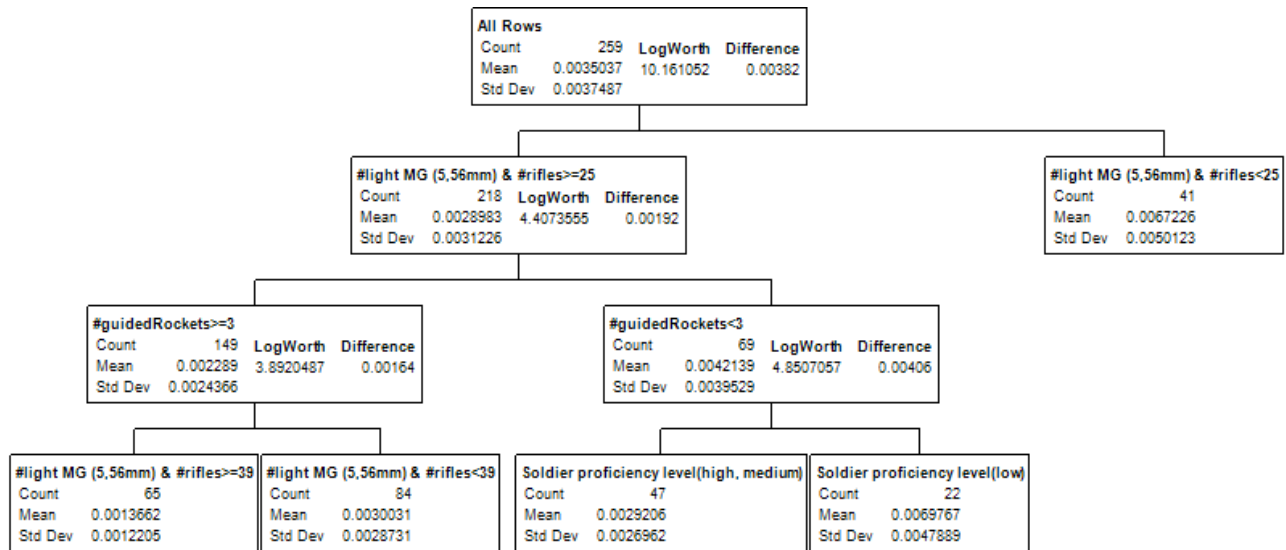 All Rows
Count 259 LogWorth Difference
Mean 0.0035037 10.161052 0.00382
Std Dev 0.0037487
#light MG (5,56mm) & #rifles>=25
Count 218 LogWorth Difference
Mean 0.0028983 4.4073555 0.00192
Std Dev 0.0031226
#light MG (5,56mm) & #rifles<25
Count 41
Mean 0.0067226
Std Dev 0.0050123
#guidedRockets>=3
Count 149 LogWorth Difference
Mean 0.002289 3.8920487 0.00164
Std Dev 0.0024366
#guidedRockets<3
Count 69 LogWorth Difference
Mean 0.0042139 4.8507057 0.00406
Std Dev 0.0039529
#light MG (5,56mm) & #rifles>=39
Count 65
Mean 0.0013662
Std Dev 0.0012205
#light MG (5,56mm) & #rifles<39
Count 84
Mean 0.0030031
Std Dev 0.0028731
Soldier proficiency level(high, medium)
Count 47
Mean 0.0029206
Std Dev 0.0026962
Soldier proficiency level(low)
Count 22
Mean 0.0069767
Std Dev 0.0047889